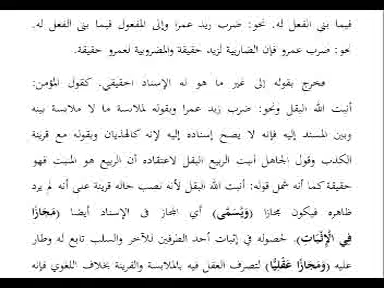 فيما بنى الفعل له. نحو: ضرب زيد عمرا وإلى المفعول فيما بنى الفعل له.
نحو: ضرب عمرو فإن الضاربية لزيد حقيقة والمضروبية لعمرو حقيقة.
فخرج بقوله إلى غير ما هو له الإسناد الحقيقي. كقول المؤمن:
أنبت الله البقل ونحو: ضرب زيد عمرا وبقوله لملابسة ما لا ملابسة بينه
وبين المسند إليه فإنه لا يصح إسناده إليه لإنه كالهذيان وبقوله مع قرينة
الكذب وقول الجاهل أنبت الربيع البقل لاعتقاده أن الربيع هو المنبت فهو
حقيقة كما أنه شمل قوله: أنبت الله البقل لأنه نصب حاله قرينة على أنه لم يرد
ظاهره فيكون مجازا (وَيُسَمَّى) أي المجاز في الإسناد أيضا (مَجَازًا
فِي الْإِثْبَاتِ). لحصوله في إثبات أحد الطرفين للآخر والسلب تابع له وطار
عليه (وَمَجَازًا عَقْلِيًّا) لتصرف العقل فيه بالملابسة والقرينة بخلاف اللغوي فإنه